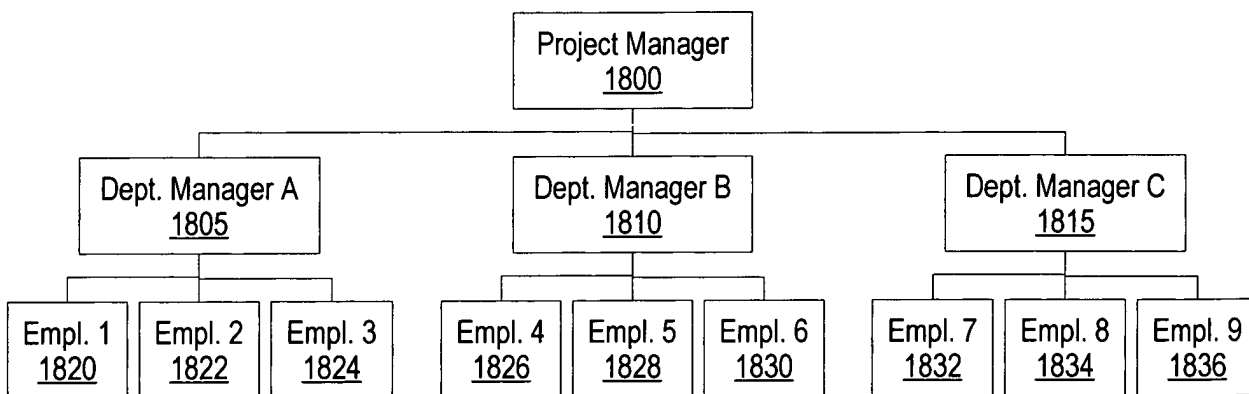 Project Manager
1800
Dept. Manager A
1805
Dept. Manager B
1810
Dept. Manager C
1815
Empl. 1
1820
Empl. 2
1822
Empl. 3
1824
Empl. 4
1826
Empl. 5
1828
Empl. 6
1830
Empl. 7
1832
Empl. 8
1834
Empl. 9
1836